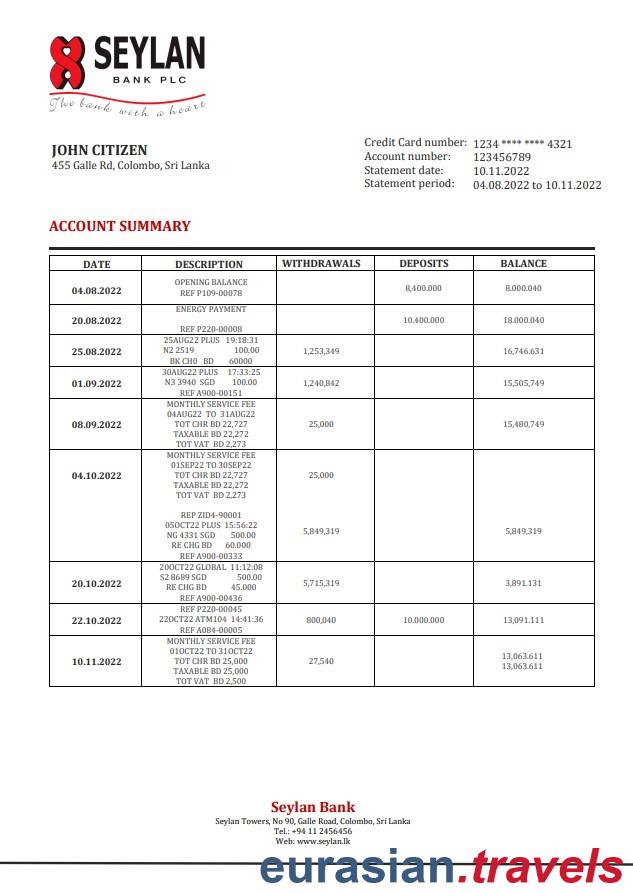 SEYLAN
BANK PLC
The bank with a heart
JOHN CITIZEN
455 Galle Rd, Colombo, Sri Lanka
Credit Card number: 1234 **** **** 4321
Account number: 123456789
Statement date: 10.11.2022
Statement period: 04.08.2022 to 10.11.2022
ACCOUNT SUMMARY
DATE DESCRIPTION WITHDRAWALS DEPOSITS BALANCE
OPENING BALANCE
04.08.2022 8,400.000 8.000.040
REF P109-00078
ENERGY PAYMENT
20.08.2022 10.400.000 18.000.040
REF P220-00008
25AUG22 PLUS 19:18:31
25.08.2022 N2 2519 100.00 1,253,349 16,746.631
BK CH0 BD 60000
30AUG22 PLUS 17:33:25
01.09.2022 N3 3940 SGD 100.00 1,240,842 15,505,749
REF A900-00151
MONTHLY SERVICE FEE
04AUG22 TO 31AUG22
08.09.2022 TOT CHR BD 22,727 25,000 15,480,749
TAXABLE BD 22,272
TOT VAT BD 2,273
MONTHLY SERVICE FEE
01SEP22 TO 30SEP22
04.10.2022 TOT CHR BD 22,727 25,000
TAXABLE BD 22,272
TOT VAT BD 2,273
REP ZID4-90001
05OCT22 PLUS 15:56:22
NG 4331 SGD 500.00 5,849,319 5,849,319
RE CHG BD 60.000
REF A900-00333
20OCT22 GLOBAL 11:12:08
S2 8689 SGD 500.00
20.10.2022 RE CHG BD 45.000 5,715,319 3,891.131
REF A900-00436
REF P220-00045
22.10.2022 22OCT22 ATM104 14:41:36 800,040 10.000.000 13,091.111
REF A084-00005
MONTHLY SERVICE FEE
01OCT22 TO 31OCT22 13,063.611
10.11.2022 TOT CHR BD 25,000 27,540 13,063.611
TAXABLE BD 25,000
TOT VAT BD 2,500
Seylan Bank
Seylan Towers, No 90, Galle Road, Colombo, Sri Lanka
Tel.: +94 11 2456456
Web: www.seylan.lk
eurasian.travels